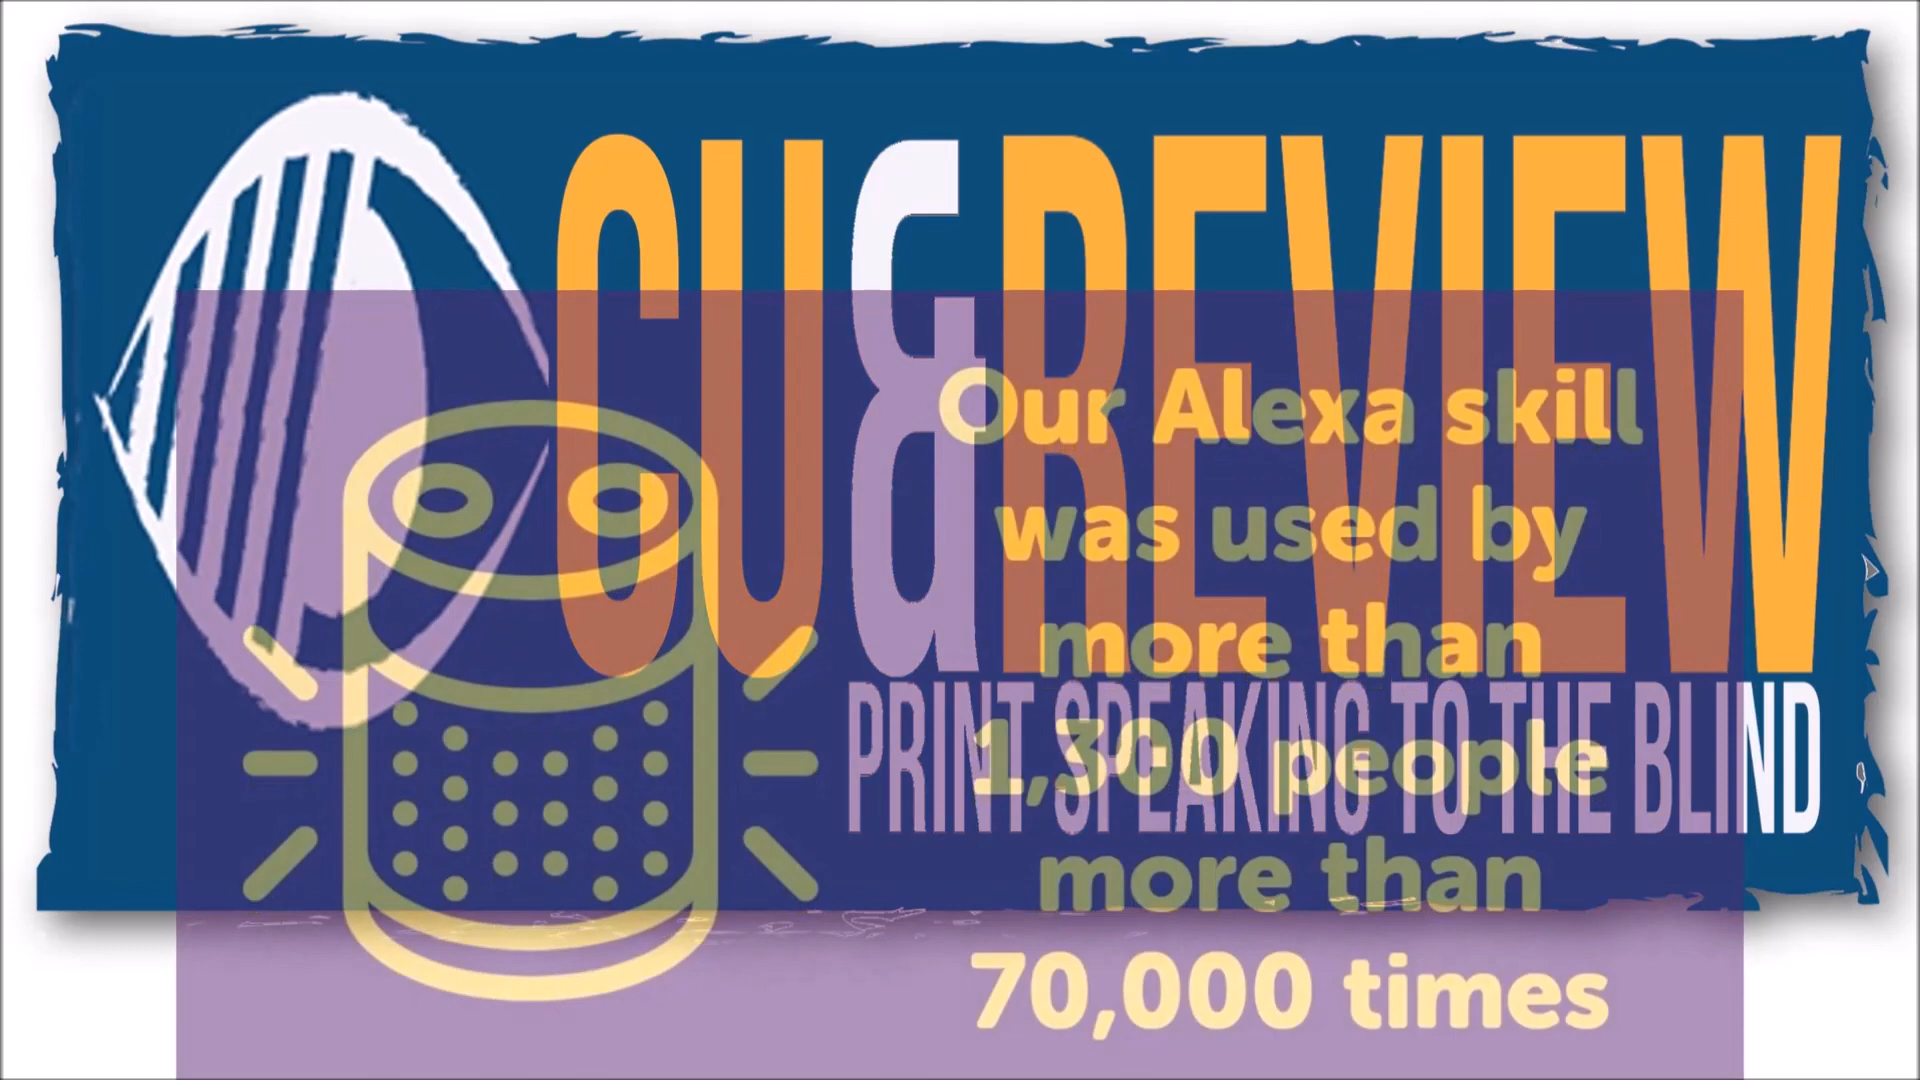 CU&REVIEW
PRINT SPEAKING TO THE BLIND
Our Alexa skill
was used by
more than
1,300 people
more than
70,000 times